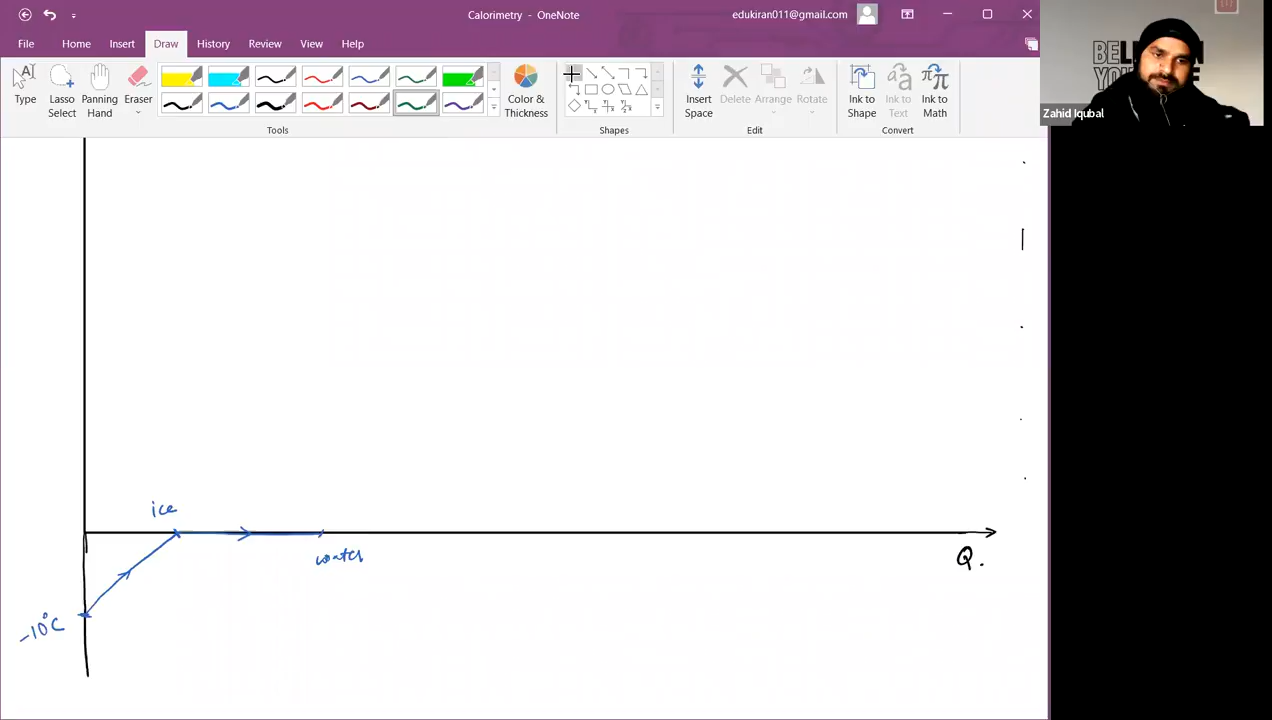 Calorimetry - OneNote
edukiran011@gmail.com
File Home Insert Draw History Review View Help
Type
Lasso Select
Panning Hand
Eraser
Color & Thickness
Insert Space
Delete
Arrange
Rotate
Ink to Shape
Ink to Text
Ink to Math
Tools
Shapes
Edit
Convert
Zahid Iqubal
ice
water
Q.
-10°C